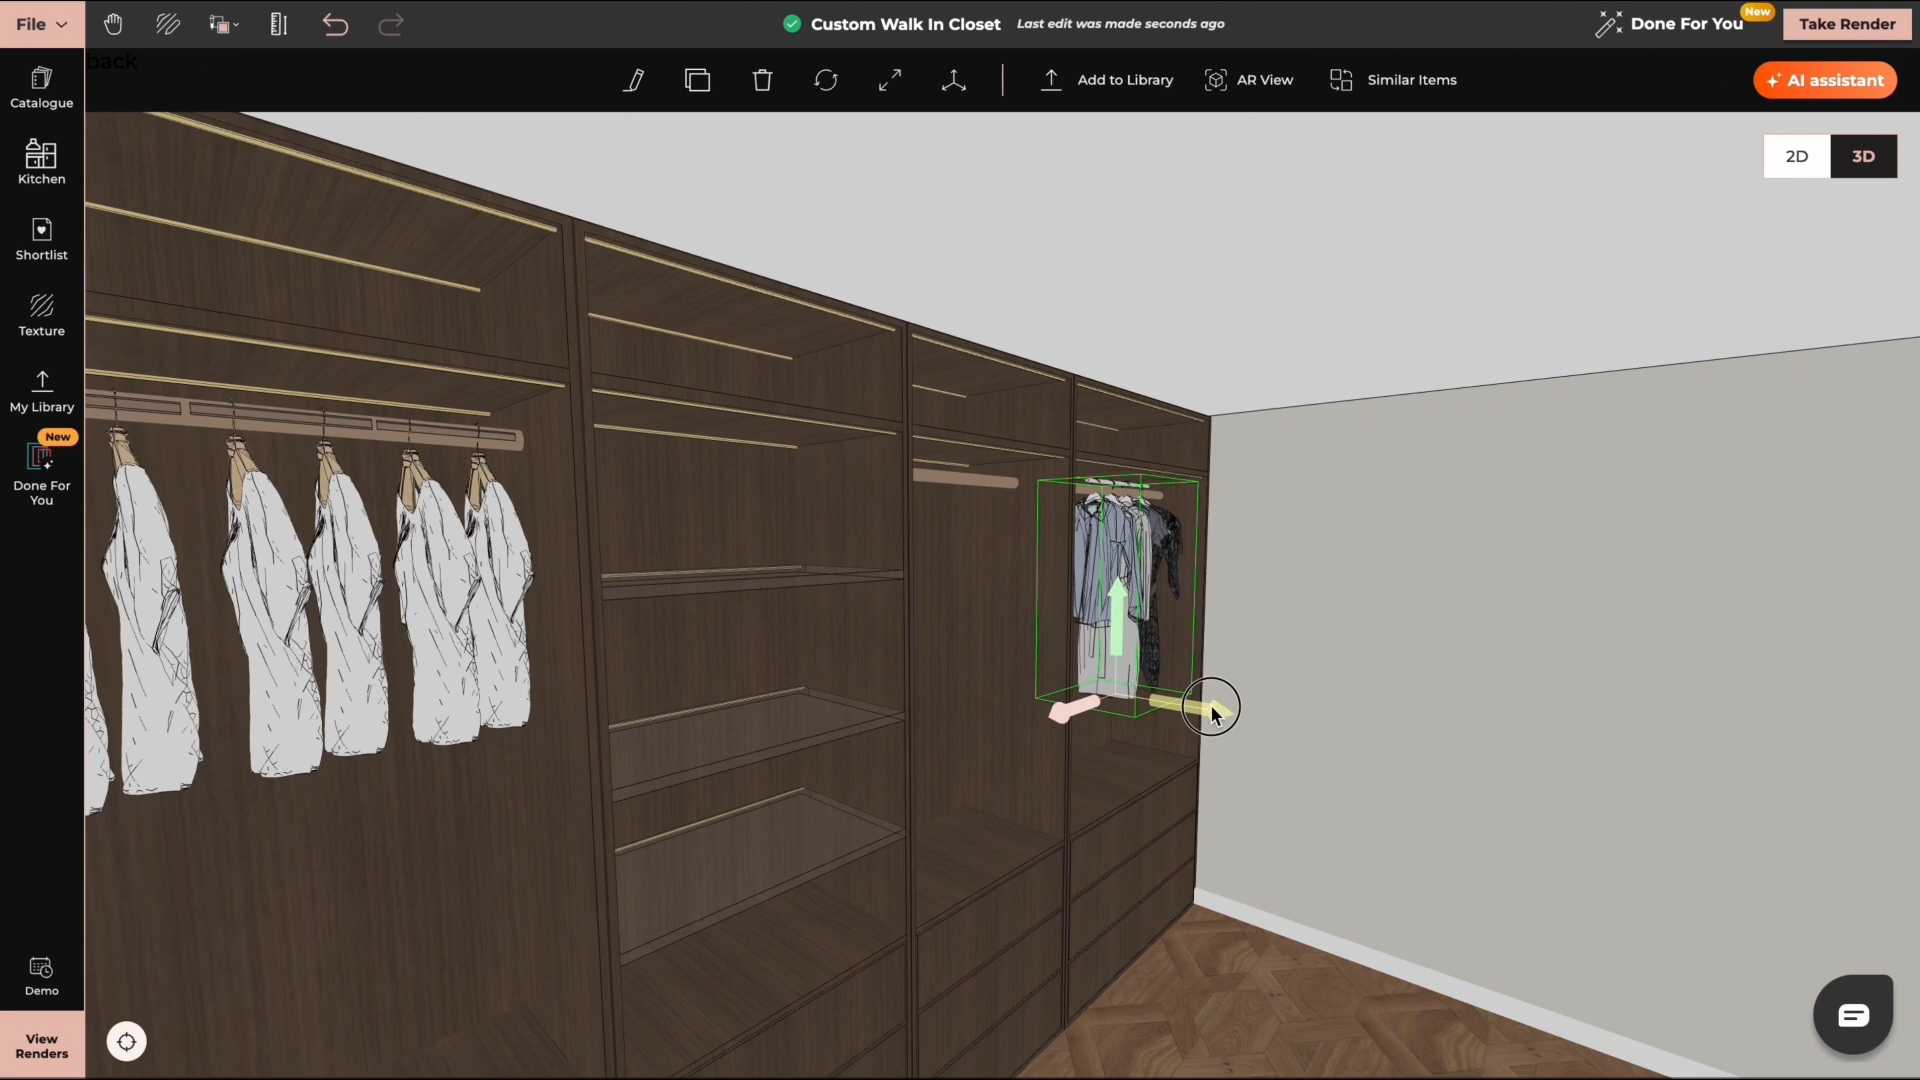 File
Custom Walk In Closet
Last edit was made seconds ago
Done For You
New
Take Render
back
Add to Library
AR View
Similar Items
AI assistant
2D
3D
Catalogue
Kitchen
Shortlist
Texture
My Library
New
Done For
You
Demo
View
Renders